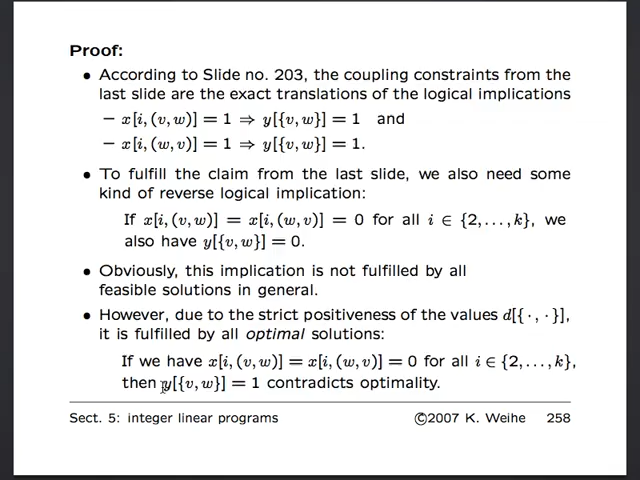 Proof:
• According to Slide no. 203, the coupling constraints from the
last slide are the exact translations of the logical implications
− x[i, (v, w)] = 1 ⇒ y[{v, w}] = 1 and
− x[i, (w, v)] = 1 ⇒ y[{v, w}] = 1.
• To fulfill the claim from the last slide, we also need some
kind of reverse logical implication:
If x[i, (v, w)] = x[i, (w, v)] = 0 for all i ∈ {2, . . . , k}, we
also have y[{v, w}] = 0.
• Obviously, this implication is not fulfilled by all
feasible solutions in general.
• However, due to the strict positiveness of the values d[{ · , · }],
it is fulfilled by all optimal solutions:
If we have x[i, (v, w)] = x[i, (w, v)] = 0 for all i ∈ {2, . . . , k},
then y[{v, w}] = 1 contradicts optimality.
Sect. 5: integer linear programs ©2007 K. Weihe 258